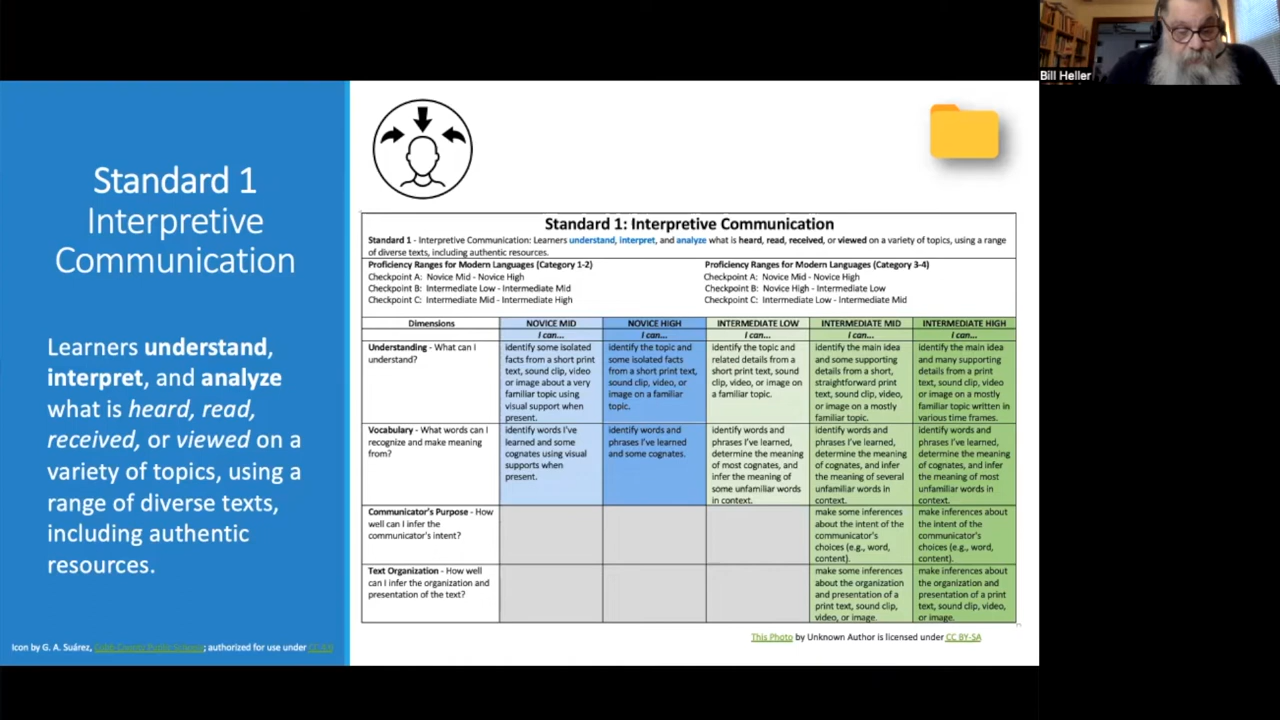 Bill Heller
Standard 1
Interpretive
Communication
Learners understand,
interpret, and analyze
what is heard, read,
received, or viewed on a
variety of topics, using a
range of diverse texts,
including authentic
resources.
Icon by G. A. Suárez, ; authorized for use under
Standard 1: Interpretive Communication
Standard 1 - Interpretive Communication: Learners understand, interpret, and analyze what is heard, read, received, or viewed on a variety of topics, using a range
of diverse texts, including authentic resources.
Proficiency Ranges for Modern Languages (Category 1-2)
Checkpoint A: Novice Mid - Novice High
Checkpoint B: Intermediate Low - Intermediate Mid
Checkpoint C: Intermediate Mid - Intermediate High
Proficiency Ranges for Modern Languages (Category 3-4)
Checkpoint A: Novice Mid - Novice High
Checkpoint B: Novice High - Intermediate Low
Checkpoint C: Intermediate Low - Intermediate Mid
Dimensions
NOVICE MID
NOVICE HIGH
INTERMEDIATE LOW
INTERMEDIATE MID
INTERMEDIATE HIGH
I can...
I can...
I can...
I can...
I can...
Understanding - What can I
understand?
identify some isolated
facts from a short print
text, sound clip, video
or image about a very
familiar topic using
visual support when
present.
identify the topic and
some isolated facts
from a short print text,
sound clip, video, or
image on a familiar
topic.
identify the topic and
related details from a
short print text, sound
clip, video, or image on
a familiar topic.
identify the main idea
and some supporting
details from a short,
straightforward print
text, sound clip, video,
or image on a mostly
familiar topic.
identify the main idea
and many supporting
details from a print
text, sound clip, video
or image on a mostly
familiar topic written in
various time frames.
Vocabulary - What words can I
recognize and make meaning
from?
identify words I've
learned and some
cognates using visual
supports when
present.
identify words and
phrases I've learned
and some cognates.
identify words and
phrases I've learned,
determine the meaning
of most cognates, and
infer the meaning of
some unfamiliar words
in context.
identify words and
phrases I've learned,
determine the meaning
of cognates, and infer
the meaning of several
unfamiliar words in
context.
identify words and
phrases I've learned,
determine the meaning
of cognates, and infer
the meaning of most
unfamiliar words in
context.
Communicator's Purpose - How
well can I infer the
communicator's intent?
make some inferences
about the intent of the
communicator's
choices (e.g., word,
content).
make inferences about
the intent of the
communicator's
choices (e.g., word,
content).
Text Organization - How well
can I infer the organization and
presentation of the text?
make some inferences
about the organization
and presentation of a
print text, sound clip,
video, or image.
make inferences about
the organization and
presentation of a print
text, sound clip, video,
or image.
This Photo by Unknown Author is licensed under CC BY-SA